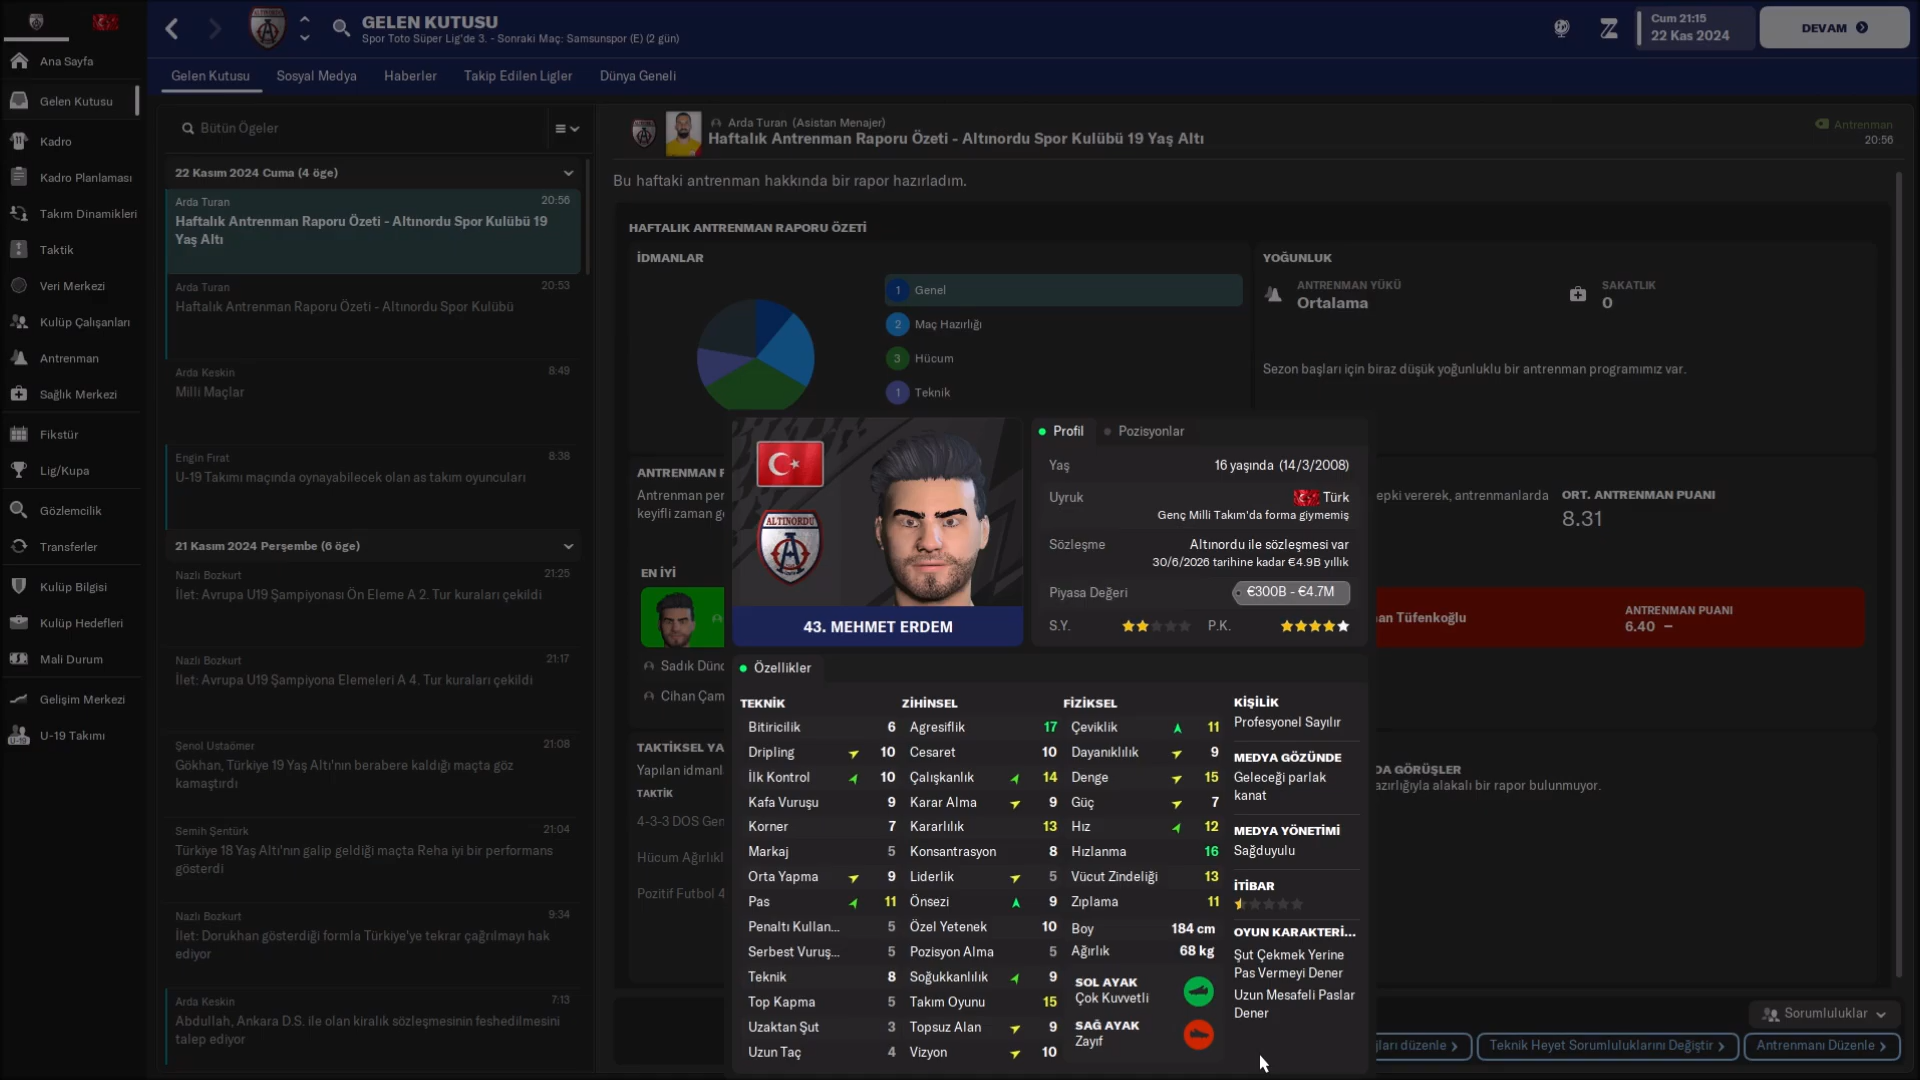 GELEN KUTUSU
Spor Toto Süper Lig'de 3. - Sonraki Maç: Samsunspor (E) (2 gün)
Cum 21:15
22 Kas 2024
DEVAM
Ana Sayfa
Gelen Kutusu
Kadro
Kadro Planlaması
Takım Dinamikleri
Taktik
Veri Merkezi
Kulüp Çalışanları
Antrenman
Sağlık Merkezi
Fikstür
Lig/Kupa
Gözlemcilik
Transferler
Kulüp Bilgisi
Kulüp Hedefleri
Mali Durum
Gelişim Merkezi
U-19 Takımı
Gelen Kutusu
Sosyal Medya
Haberler
Takip Edilen Ligler
Dünya Geneli
Bütün Ögeler
22 Kasım 2024 Cuma (4 öge)
Arda Turan 20:56
Haftalık Antrenman Raporu Özeti - Altınordu Spor Kulübü 19
Yaş Altı
Arda Turan 20:53
Haftalık Antrenman Raporu Özeti - Altınordu Spor Kulübü
Arda Keskin 8:49
Milli Maçlar
Engin Fırat 8:38
U-19 Takımı maçında oynayabilecek olan as takım oyuncuları
21 Kasım 2024 Perşembe (6 öge)
Nazlı Bozkurt 21:25
İlet: Avrupa U19 Şampiyonası Ön Eleme A 2. Tur kuraları çekildi
Nazlı Bozkurt 21:17
İlet: Avrupa U19 Şampiyona Elemeleri A 4. Tur kuraları çekildi
Şenol Ustaömer 21:08
Gökhan, Türkiye 19 Yaş Altı'nın berabere kaldığı maçta göz
kamaştırdı
Semih Şentürk 21:04
Türkiye 18 Yaş Altı'nın galip geldiği maçta Reha iyi bir performans
gösterdi
Nazlı Bozkurt 9:34
İlet: Dorukhan gösterdiği formla Türkiye'ye tekrar çağrılmayı hak
ediyor
Arda Keskin 7:13
Abdullah, Ankara D.S. ile olan kiralık sözleşmesinin feshedilmesini
talep ediyor
Arda Turan (Asistan Menajer)
Haftalık Antrenman Raporu Özeti - Altınordu Spor Kulübü 19 Yaş Altı
Antrenman
20:56
Bu haftaki antrenman hakkında bir rapor hazırladım.
HAFTALIK ANTRENMAN RAPORU ÖZETİ
İDMANLAR
1 Genel
2 Maç Hazırlığı
3 Hücum
1 Teknik
YOĞUNLUK
ANTRENMAN YÜKÜ
Ortalama
SAKATLIK
0
Sezon başları için biraz düşük yoğunluklu bir antrenman programımız var.
ANTRENMAN
Antrenman per
keyifli zaman g
epki vererek, antrenmanlarda
ORT. ANTRENMAN PUANI
8.31
EN İYİ
Sadık Dünd
Cihan Çam
an Tüfenkoğlu
ANTRENMAN PUANI
6.40 –
TAKTİKSEL YA
Yapılan idmanla
TAKTİK
4-3-3 DOS Gen
Hücum Ağırlıkl
Pozitif Futbol 4
DA GÖRÜŞLER
azırlığıyla alakalı bir rapor bulunmuyor.
ALTINORDU
43. MEHMET ERDEM
Profil
Pozisyonlar
Yaş 16 yaşında (14/3/2008)
Uyruk Türk
Genç Milli Takım'da forma giymemiş
Sözleşme Altınordu ile sözleşmesi var
30/6/2026 tarihine kadar €4.9B yıllık
Piyasa Değeri €300B - €4.7M
S.Y. P.K.
Özellikler
TEKNİK
Bitiricilik 6
Dripling 10
İlk Kontrol 10
Kafa Vuruşu 9
Korner 7
Markaj 5
Orta Yapma 9
Pas 11
Penaltı Kullan... 5
Serbest Vuruş... 5
Teknik 8
Top Kapma 5
Uzaktan Şut 3
Uzun Taç 4
ZİHİNSEL
Agresiflik 17
Cesaret 10
Çalışkanlık 14
Karar Alma 9
Kararlılık 13
Konsantrasyon 8
Liderlik 5
Önsezi 9
Özel Yetenek 10
Pozisyon Alma 5
Soğukkanlılık 9
Takım Oyunu 15
Topsuz Alan 9
Vizyon 10
FİZİKSEL
Çeviklik 11
Dayanıklılık 9
Denge 15
Güç 7
Hız 12
Hızlanma 16
Vücut Zindeliği 13
Zıplama 11
Boy 184 cm
Ağırlık 68 kg
SOL AYAK
Çok Kuvvetli
SAĞ AYAK
Zayıf
KİŞİLİK
Profesyonel Sayılır
MEDYA GÖZÜNDE
Geleceği parlak
kanat
MEDYA YÖNETİMİ
Sağduyulu
İTİBAR
OYUN KARAKTERİ...
Şut Çekmek Yerine
Pas Vermeyi Dener
Uzun Mesafeli Paslar
Dener
Sorumluluklar
ları düzenle
Teknik Heyet Sorumluluklarını Değiştir
Antrenmanı Düzenle